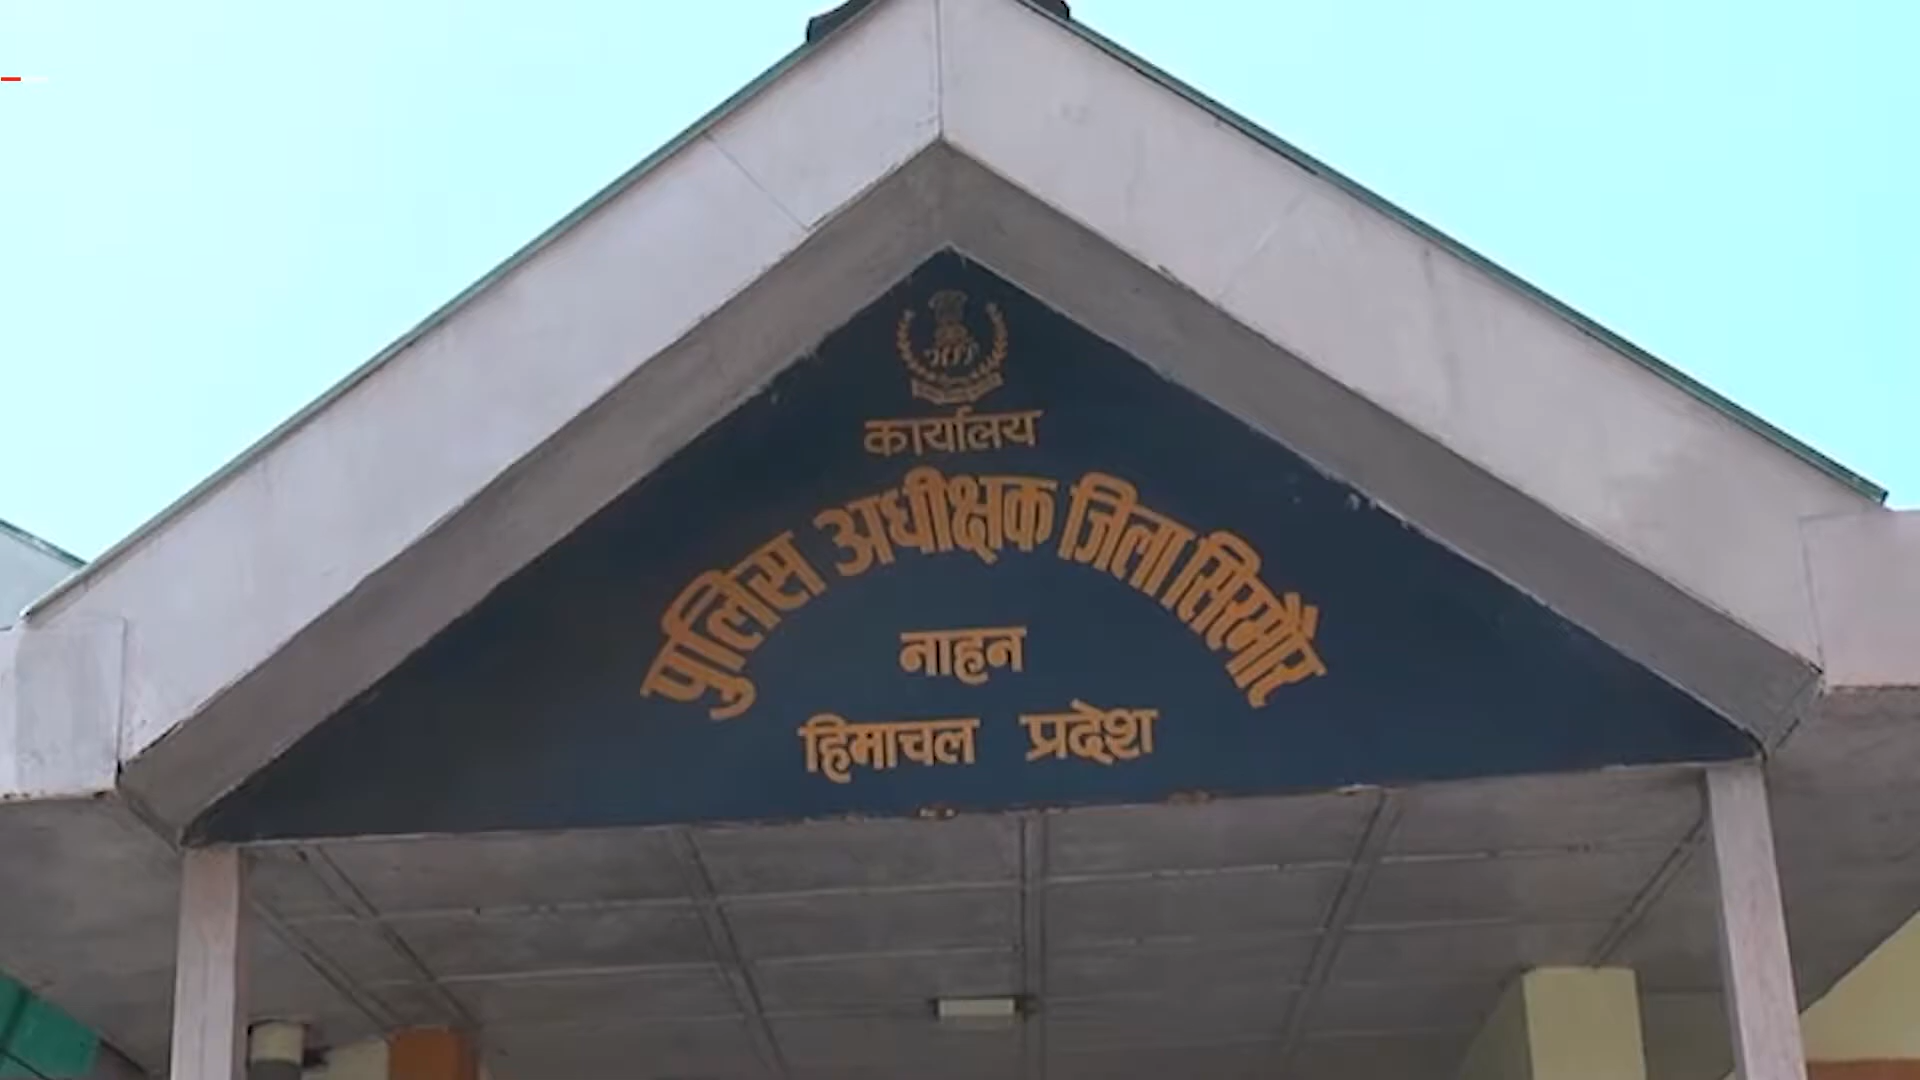 कार्यालय
पुलिस अधीक्षक जिला सिरमौर
नाहन
हिमाचल प्रदेश